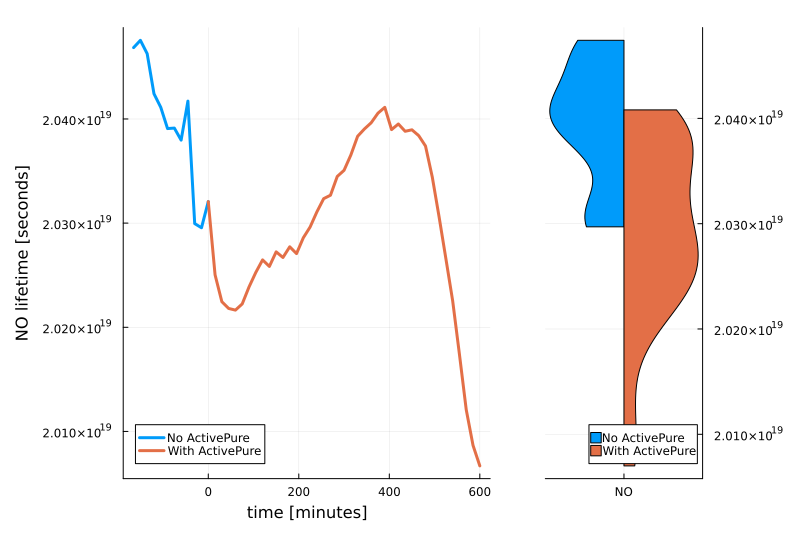 NO lifetime [seconds]
2.040×10¹⁹
2.030×10¹⁹
2.020×10¹⁹
2.010×10¹⁹
No ActivePure
With ActivePure
0 200 400 600
time [minutes]
2.040×10¹⁹
2.030×10¹⁹
2.020×10¹⁹
2.010×10¹⁹
No ActivePure
With ActivePure
NO